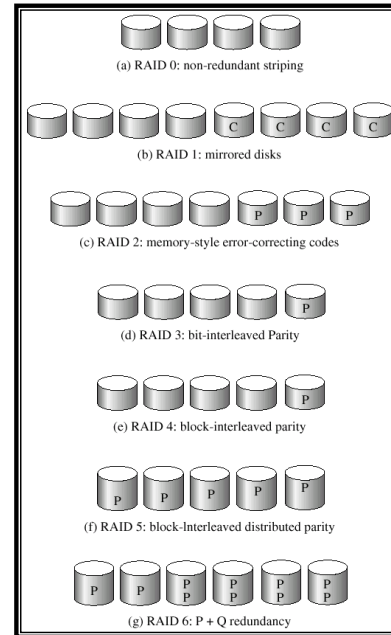 (a) RAID 0: non-redundant striping
C C C C
(b) RAID 1: mirrored disks
P P P
(c) RAID 2: memory-style error-correcting codes
P
(d) RAID 3: bit-interleaved Parity
P
(e) RAID 4: block-interleaved parity
P P P P P
(f) RAID 5: block-Interleaved distributed parity
P P P P P P
P P P P
(g) RAID 6: P + Q redundancy